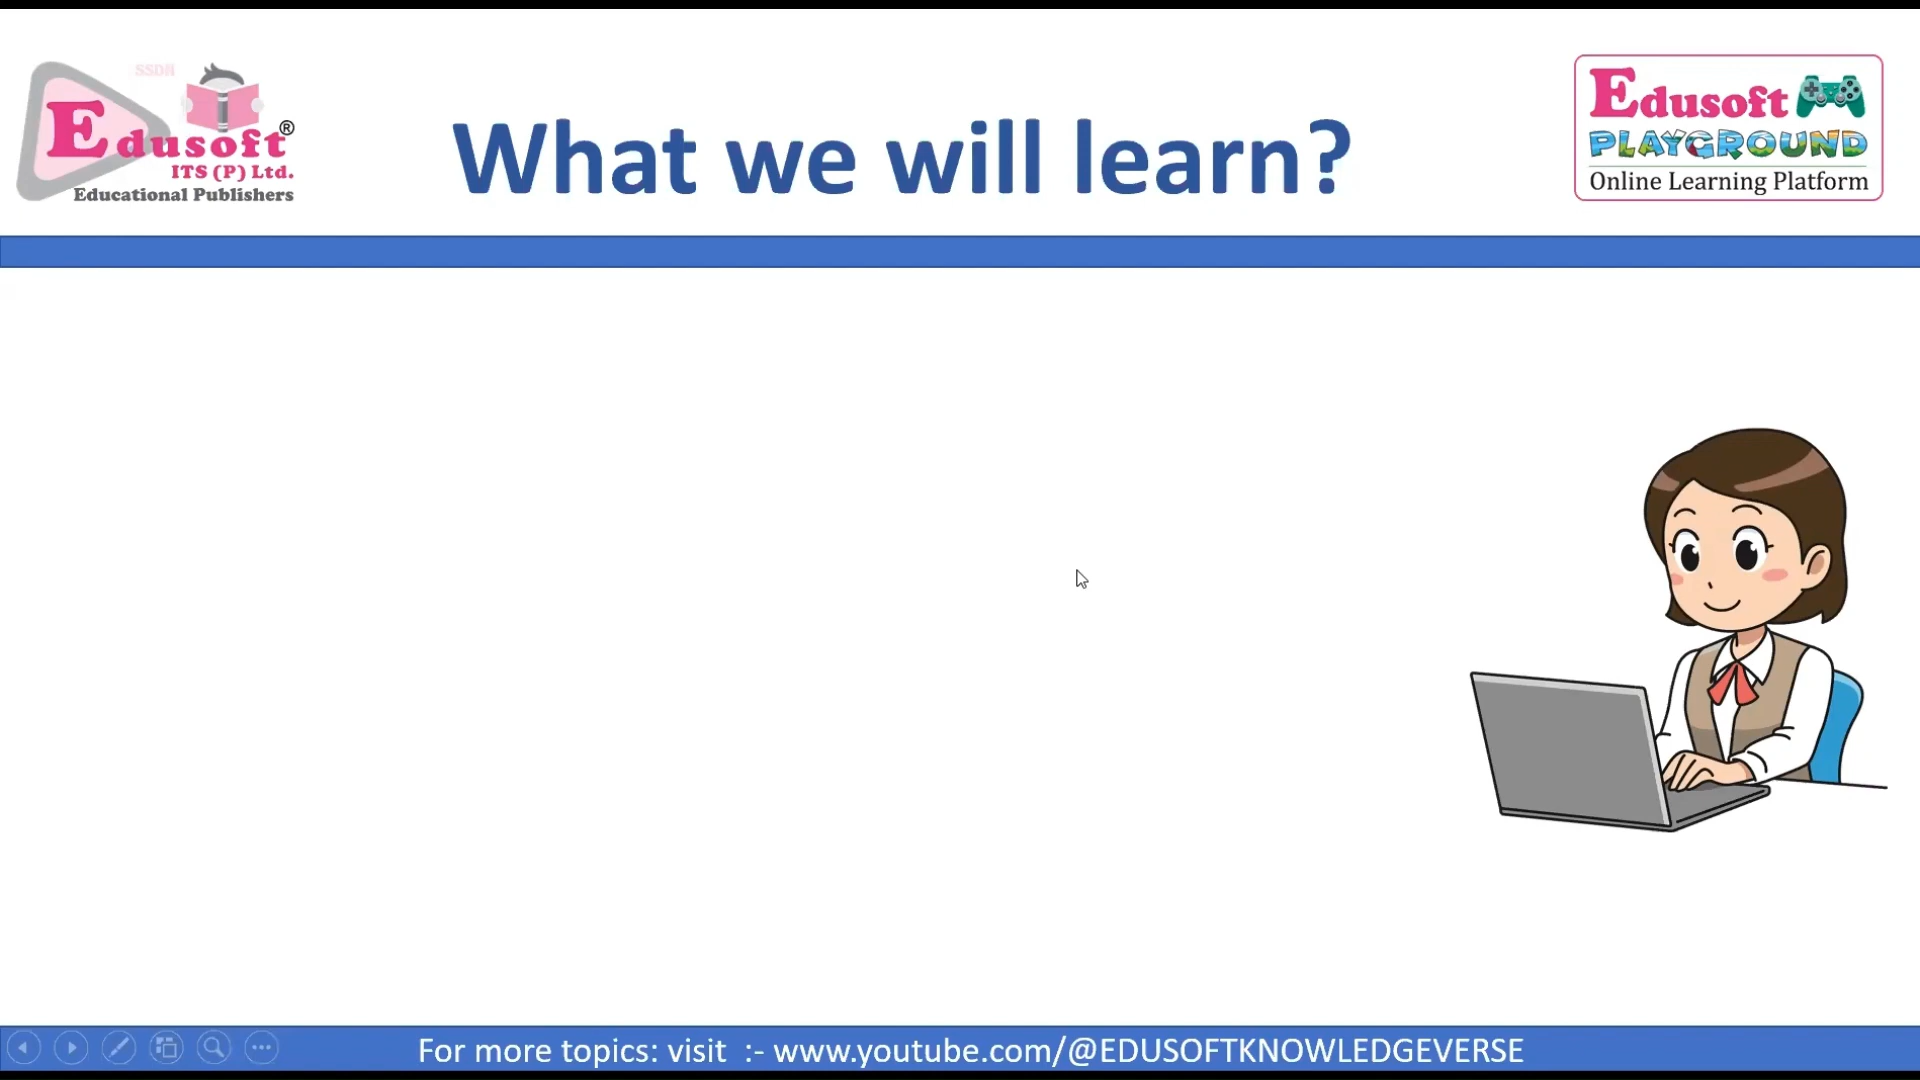 SSDN
Edusoft®
ITS (P) Ltd.
Educational Publishers
What we will learn?
Edusoft
PLAYGROUND
Online Learning Platform
For more topics: visit :- www.youtube.com/@EDUSOFTKNOWLEDGEVERSE